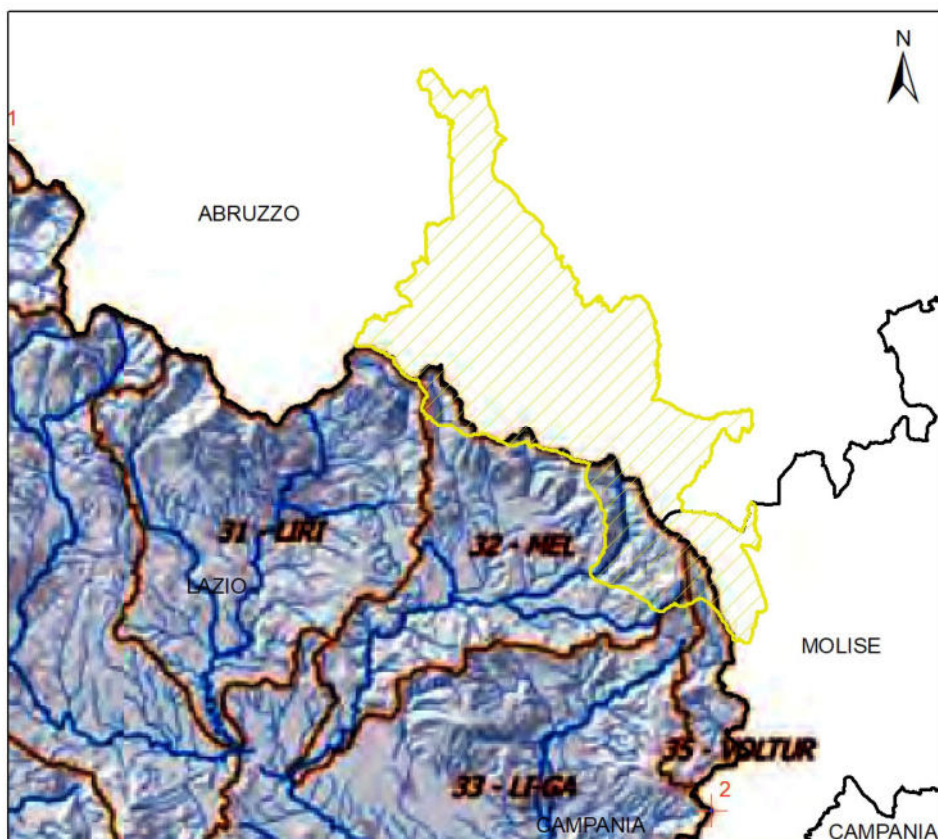 N
1
ABRUZZO
31 - LIRI
32 - MEL
LAZIO
MOLISE
35 - VOLTUR
33 - LI-GA
2
CAMPANIA
CAMPANIA